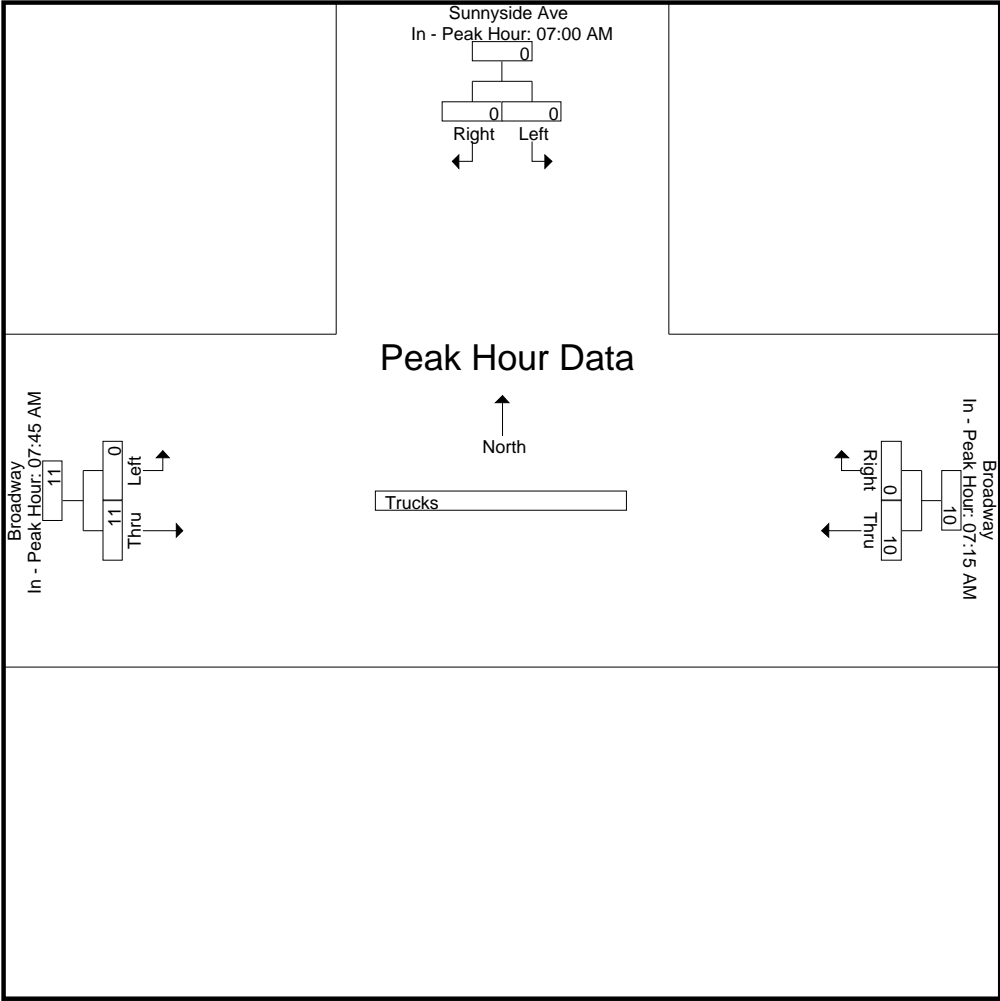 Sunnyside Ave
In - Peak Hour: 07:00 AM
0
0 0
Right Left
Peak Hour Data
North
Trucks
Broadway
In - Peak Hour: 07:45 AM
11
0
11
Left
Thru
Broadway
In - Peak Hour: 07:15 AM
10
Right
Thru
0
10